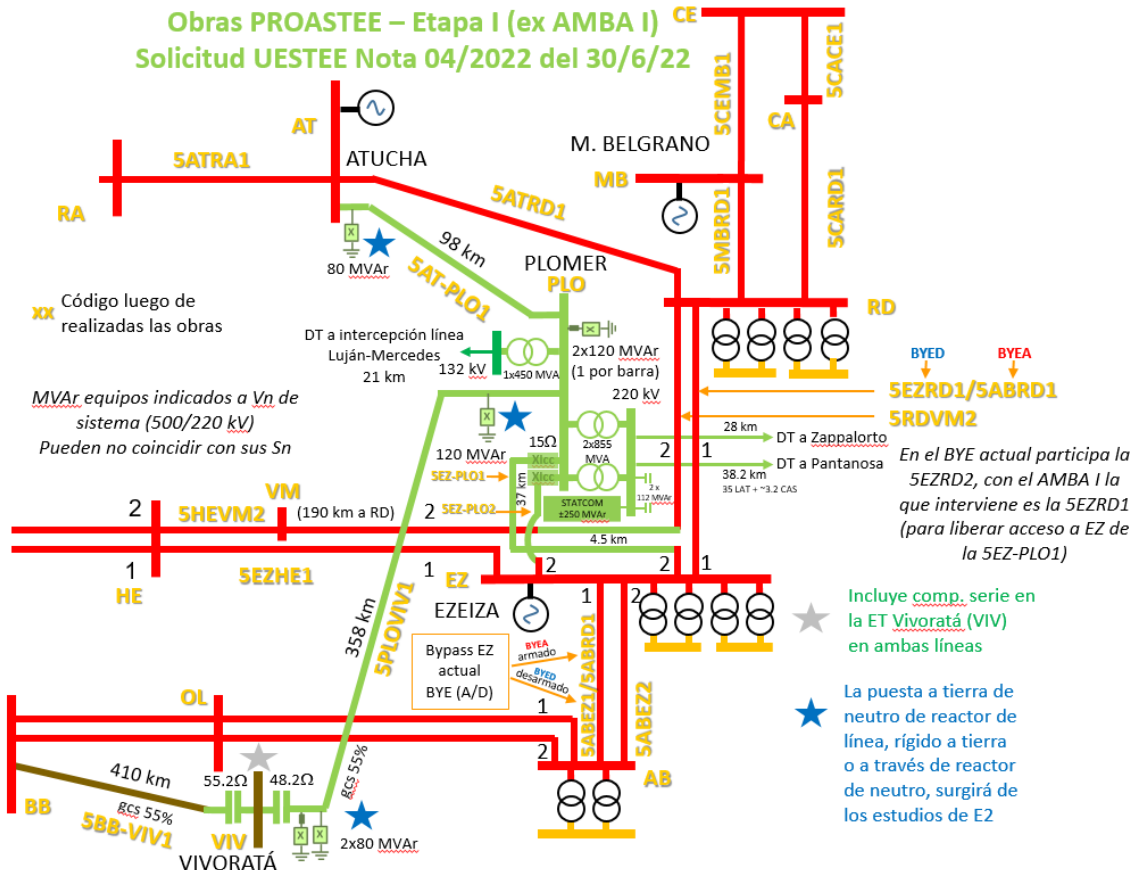 Obras PROASTEE – Etapa I (ex AMBA I)
Solicitud UESTEE Nota 04/2022 del 30/6/22
CE
5CEMB1
5CACE1
CA
AT
ATUCHA
5ATRA1
RA
M. BELGRANO
MB
5ATRD1
5MBRD1
5CARD1
80 MVAr
98 km
5AT-PLO1
PLOMER
PLO
RD
xx Código luego de
realizadas las obras
DT a intercepción línea
Luján-Mercedes
21 km
132 kV
1x450 MVA
2x120 MVAr
(1 por barra)
220 kV
BYED
BYEA
5EZRD1/5ABRD1
5RDVM2
MVAr equipos indicados a Vn de
sistema (500/220 kV)
Pueden no coincidir con sus Sn
120 MVAr
15Ω
XIcc
XIcc
2x855
MVA
28 km
DT a Zappalorto
2
1
DT a Pantanosa
38.2 km
35 LAT + ~3.2 CAS
En el BYE actual participa la
5EZRD2, con el AMBA I la
que interviene es la 5EZRD1
(para liberar acceso a EZ de
la 5EZ-PLO1)
5EZ-PLO1
37 km
2 x
112 MVAr
STATCOM
±250 MVAr
5EZ-PLO2
2
5HEVM2
VM
(190 km a RD)
2
4.5 km
1
HE
5EZHE1
1
EZ
2
2
1
EZEIZA
1
2
358 km
5PLOVIV1
Bypass EZ
actual
BYE (A/D)
BYEA
armado
BYED
desarmado
5ABEZ1/5ABRD1
5ABEZ2
Incluye comp. serie en
la ET Vivoratá (VIV)
en ambas líneas
La puesta a tierra de
neutro de reactor de
línea, rígido a tierra
o a través de reactor
de neutro, surgirá de
los estudios de E2
OL
1
2
AB
BB
410 km
gcs 55%
5BB-VIV1
55.2Ω
48.2Ω
gcs 55%
VIV
VIVORATÁ
2x80 MVAr